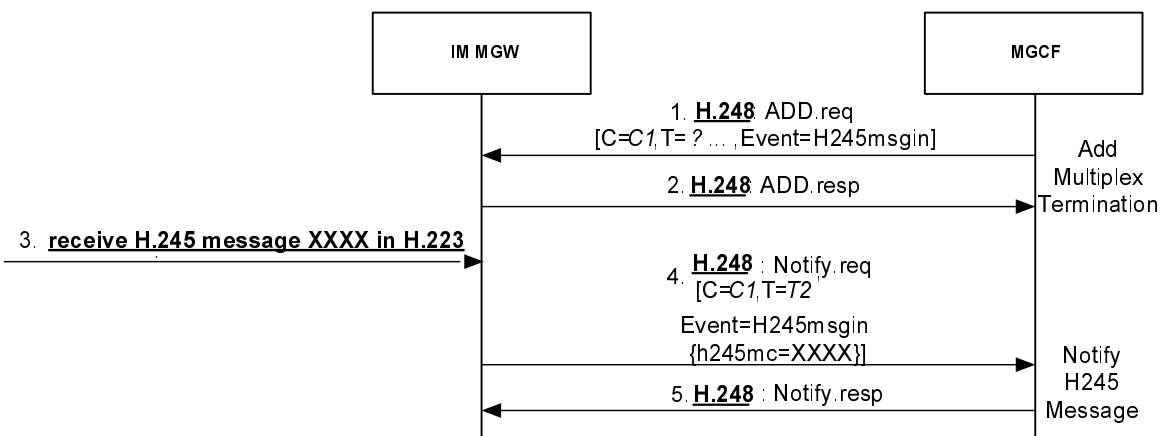 IM MGW
MGCF
1. H.248: ADD.req
[C=C1,T= ? ... ,Event=H245msgin]
Add
Multiplex
Termination
2. H.248: ADD.resp
3. receive H.245 message XXXX in H.223
4. H.248 : Notify.req
[C=C1,T=T2
Event=H245msgin
{h245mc=XXXX}]
Notify
H245
Message
5. H.248 : Notify.resp